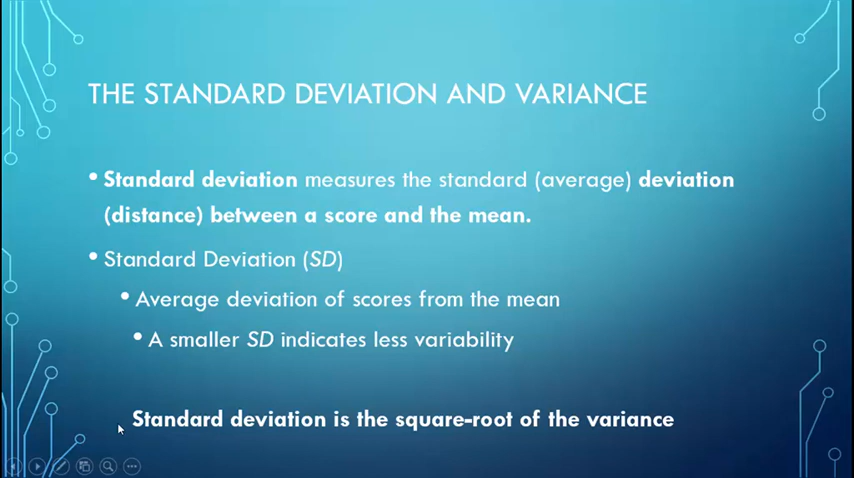 THE STANDARD DEVIATION AND VARIANCE
• Standard deviation measures the standard (average) deviation
(distance) between a score and the mean.
• Standard Deviation (SD)
• Average deviation of scores from the mean
• A smaller SD indicates less variability
Standard deviation is the square-root of the variance